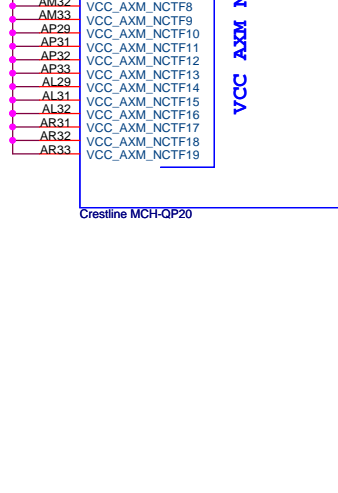 AM32 VCC_AXM_NCTF8
AM33 VCC_AXM_NCTF9
AP29 VCC_AXM_NCTF10
AP31 VCC_AXM_NCTF11
AP32 VCC_AXM_NCTF12
AP33 VCC_AXM_NCTF13
AL29 VCC_AXM_NCTF14
AL31 VCC_AXM_NCTF15
AL32 VCC_AXM_NCTF16
AR31 VCC_AXM_NCTF17
AR32 VCC_AXM_NCTF18
AR33 VCC_AXM_NCTF19
VCC AXM N
Crestline MCH-QP20